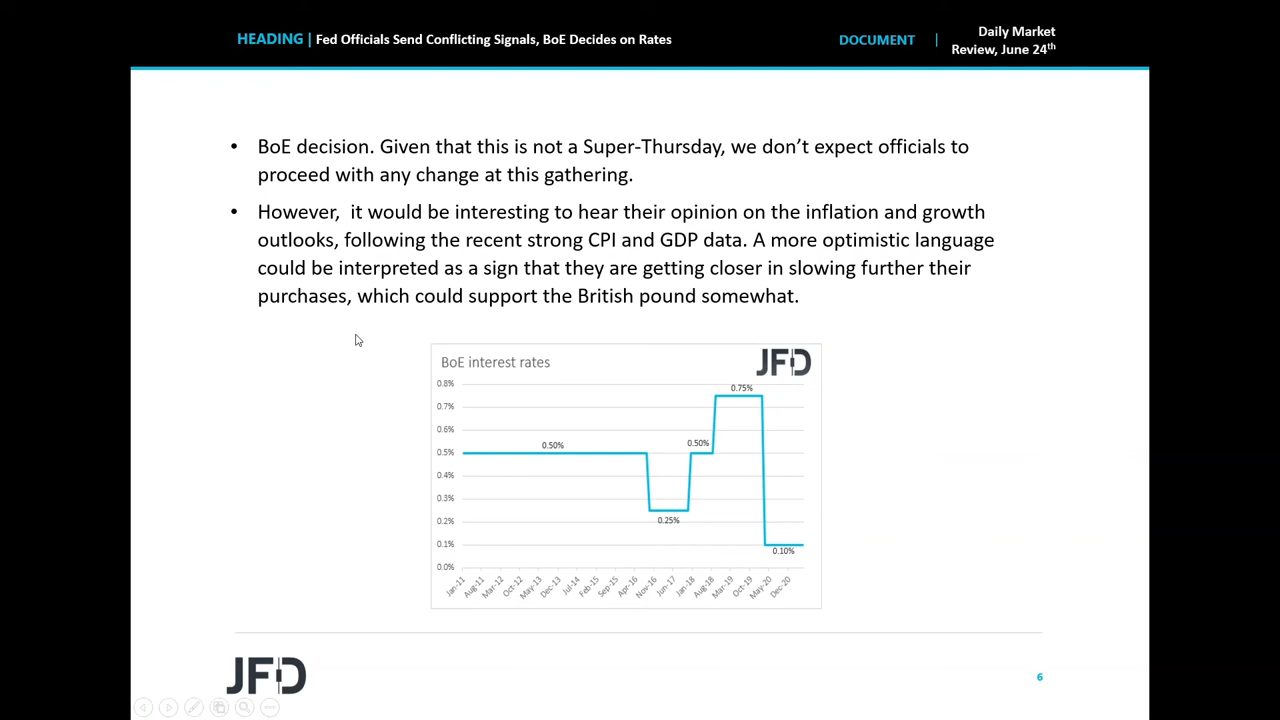 HEADING | Fed Officials Send Conflicting Signals, BoE Decides on Rates
DOCUMENT |
Daily Market
Review, June 24th
• BoE decision. Given that this is not a Super-Thursday, we don’t expect officials to
proceed with any change at this gathering.
• However, it would be interesting to hear their opinion on the inflation and growth
outlooks, following the recent strong CPI and GDP data. A more optimistic language
could be interpreted as a sign that they are getting closer in slowing further their
purchases, which could support the British pound somewhat.
BoE interest rates
JFD
0.8%
0.7%
0.6%
0.5%
0.4%
0.3%
0.2%
0.1%
0.0%
0.50%
0.25%
0.50%
0.75%
0.10%
Jan-11
Aug-11
Mar-12
Oct-12
May-13
Dec-13
Jul-14
Feb-15
Sep-15
Apr-16
Nov-16
Jun-17
Jan-18
Aug-18
Mar-19
Oct-19
May-20
Dec-20
JFD
6